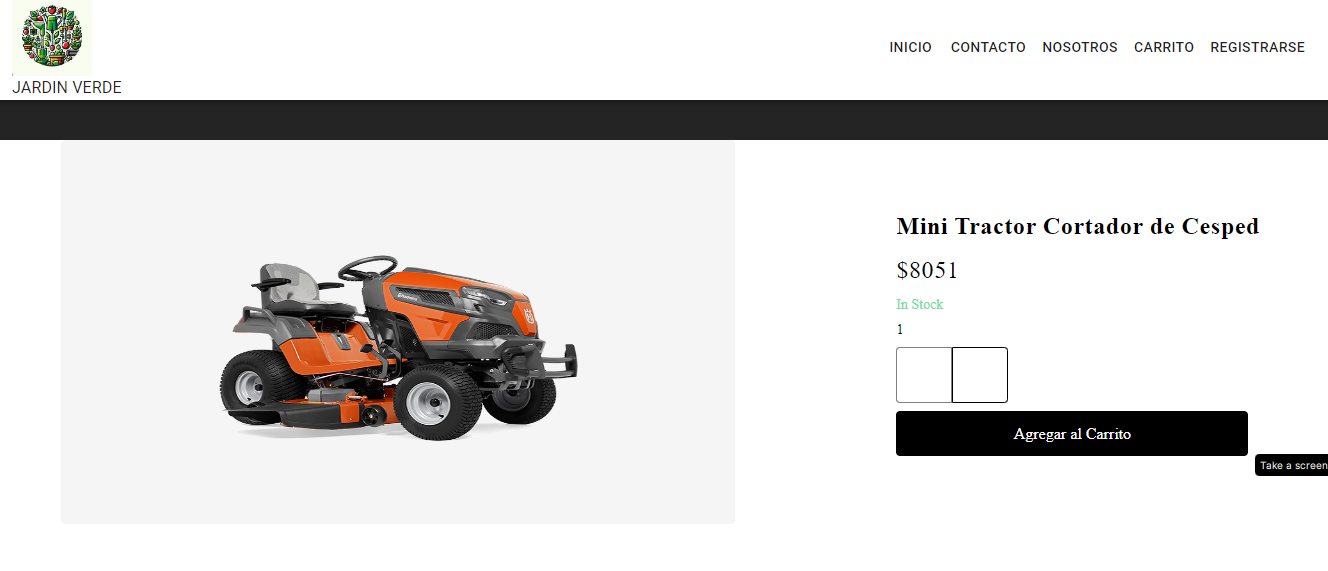 JARDIN VERDE
INICIO CONTACTO NOSOTROS CARRITO REGISTRARSE
Mini Tractor Cortador de Cesped
$8051
In Stock
1
Agregar al Carrito
Take a screen